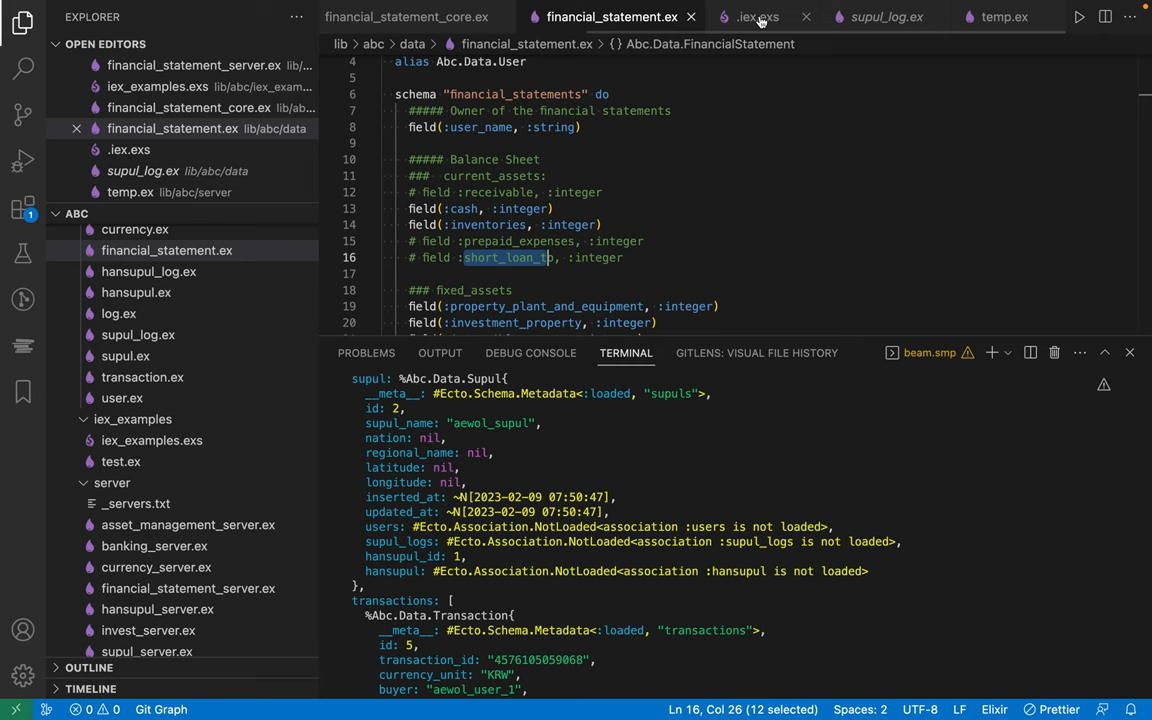 EXPLORER
OPEN EDITORS
financial_statement_server.ex lib/...
iex_examples.exs lib/abc/iex_exam...
financial_statement_core.ex lib/ab...
financial_statement.ex lib/abc/data
.iex.exs
supul_log.ex lib/abc/data
temp.ex lib/abc/server
ABC
currency.ex
financial_statement.ex
hansupul_log.ex
hansupul.ex
log.ex
supul_log.ex
supul.ex
transaction.ex
user.ex
iex_examples
iex_examples.exs
test.ex
server
_servers.txt
asset_management_server.ex
banking_server.ex
currency_server.ex
financial_statement_server.ex
hansupul_server.ex
invest_server.ex
supul_server.ex
OUTLINE
TIMELINE
1
financial_statement_core.ex financial_statement.ex .iex.exs supul_log.ex temp.ex
lib > abc > data > financial_statement.ex > {} Abc.Data.FinancialStatement
4 alias Abc.Data.User
5
6 schema "financial_statements" do
7 ##### Owner of the financial statements
8 field(:user_name, :string)
9
10 ##### Balance Sheet
11 ### current_assets:
12 # field :receivable, :integer
13 field(:cash, :integer)
14 field(:inventories, :integer)
15 # field :prepaid_expenses, :integer
16 # field :short_loan_to, :integer
17
18 ### fixed_assets
19 field(:property_plant_and_equipment, :integer)
20 field(:investment_property, :integer)
PROBLEMS OUTPUT DEBUG CONSOLE TERMINAL GITLENS: VISUAL FILE HISTORY beam.smp
supul: %Abc.Data.Supul{
__meta__: #Ecto.Schema.Metadata<:loaded, "supuls">,
id: 2,
supul_name: "aewol_supul",
nation: nil,
regional_name: nil,
latitude: nil,
longitude: nil,
inserted_at: ~N[2023-02-09 07:50:47],
updated_at: ~N[2023-02-09 07:50:47],
users: #Ecto.Association.NotLoaded<association :users is not loaded>,
supul_logs: #Ecto.Association.NotLoaded<association :supul_logs is not loaded>,
hansupul_id: 1,
hansupul: #Ecto.Association.NotLoaded<association :hansupul is not loaded>
},
transactions: [
%Abc.Data.Transaction{
__meta__: #Ecto.Schema.Metadata<:loaded, "transactions">,
id: 5,
transaction_id: "4576105059068",
currency_unit: "KRW",
buyer: "aewol_user_1",
0 0 Git Graph Ln 16, Col 26 (12 selected) Spaces: 2 UTF-8 LF Elixir Prettier